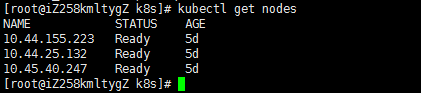 [root@iZ258kmltygZ k8s]# kubectl get nodes
NAME STATUS AGE
10.44.155.223 Ready 5d
10.44.25.132 Ready 5d
10.45.40.247 Ready 5d
[root@iZ258kmltygZ k8s]#